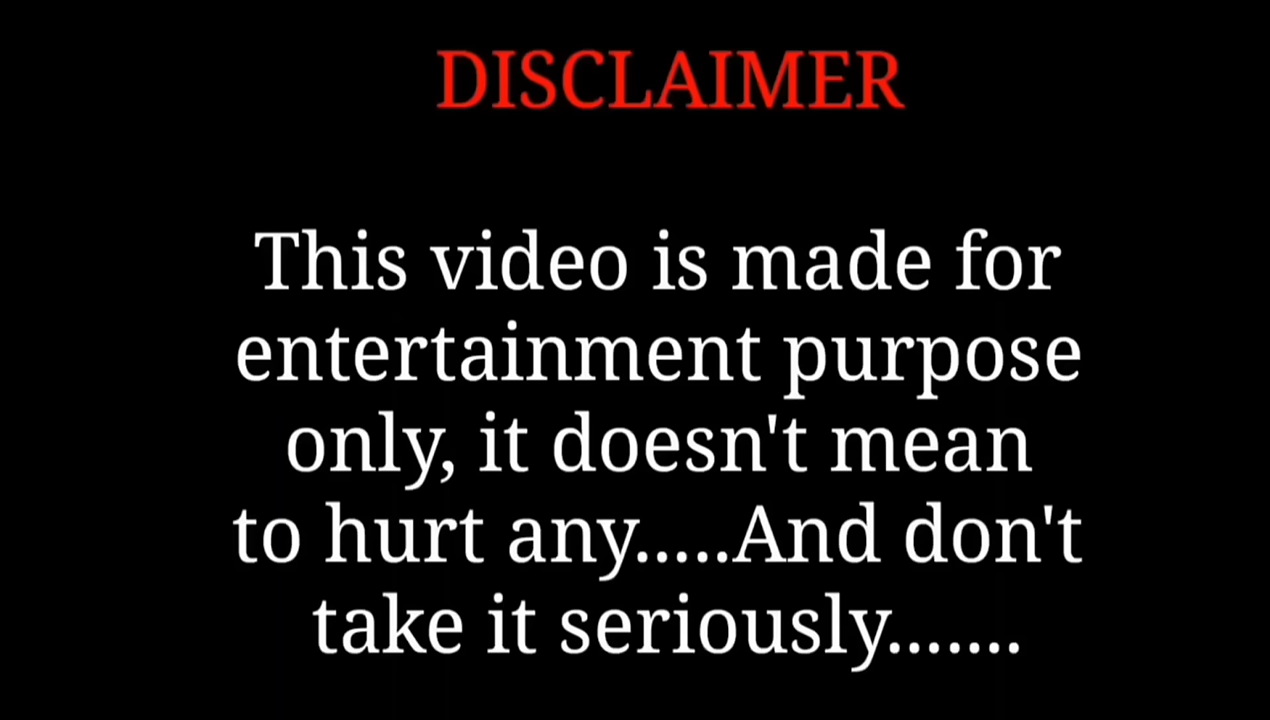 DISCLAIMER
This video is made for
entertainment purpose
only, it doesn't mean
to hurt any.....And don't
take it seriously.......